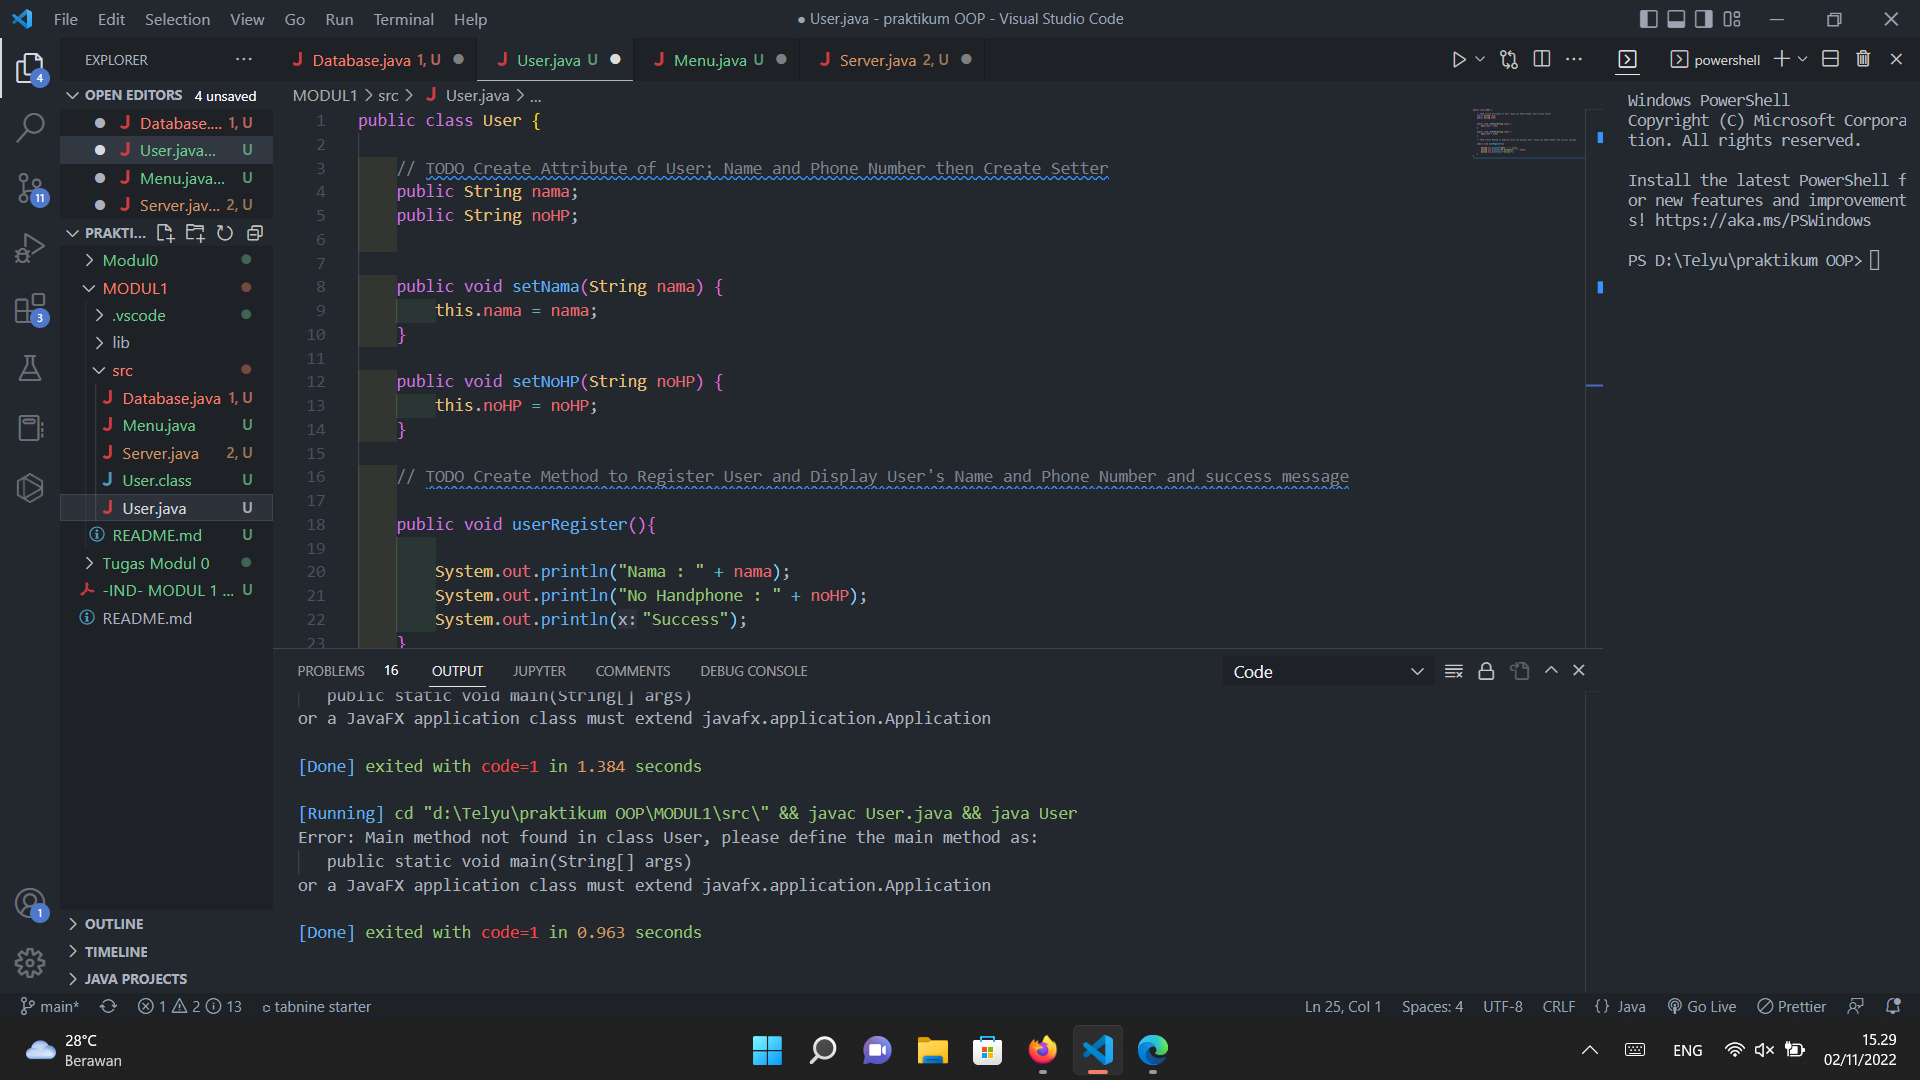 File Edit Selection View Go Run Terminal Help
● User.java - praktikum OOP - Visual Studio Code
EXPLORER ...
Database.java 1, U
User.java U
Menu.java U
Server.java 2, U
powershell
OPEN EDITORS 4 unsaved
Database.... 1, U
User.java... U
Menu.java... U
Server.jav... 2, U
PRAKTI...
Modul0
MODUL1
.vscode
lib
src
Database.java 1, U
Menu.java U
Server.java 2, U
User.class U
User.java U
README.md U
Tugas Modul 0
-IND- MODUL 1 ... U
README.md
OUTLINE
TIMELINE
JAVA PROJECTS
4
11
3
1
MODUL1 > src > User.java > ...
1 public class User {
2
3 // TODO Create Attribute of User; Name and Phone Number then Create Setter
4 public String nama;
5 public String noHP;
6
7
8 public void setNama(String nama) {
9 this.nama = nama;
10 }
11
12 public void setNoHP(String noHP) {
13 this.noHP = noHP;
14 }
15
16 // TODO Create Method to Register User and Display User's Name and Phone Number and success message
17
18 public void userRegister(){
19
20 System.out.println("Nama : " + nama);
21 System.out.println("No Handphone : " + noHP);
22 System.out.println(x: "Success");
23 }
Windows PowerShell
Copyright (C) Microsoft Corpora
tion. All rights reserved.
Install the latest PowerShell f
or new features and improvement
s! https://aka.ms/PSWindows
PS D:\Telyu\praktikum OOP>
PROBLEMS 16 OUTPUT JUPYTER COMMENTS DEBUG CONSOLE
Code
public static void main(String[] args)
or a JavaFX application class must extend javafx.application.Application
[Done] exited with code=1 in 1.384 seconds
[Running] cd "d:\Telyu\praktikum OOP\MODUL1\src\" && javac User.java && java User
Error: Main method not found in class User, please define the main method as:
public static void main(String[] args)
or a JavaFX application class must extend javafx.application.Application
[Done] exited with code=1 in 0.963 seconds
main* 1 2 13 tabnine starter
Ln 25, Col 1 Spaces: 4 UTF-8 CRLF {} Java Go Live Prettier
28°C
Berawan
ENG
15.29
02/11/2022